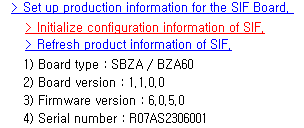 > Set up production information for the SIF Board,
> Initialize configuration information of SIF,
> Refresh product information of SIF,
1) Board type : SBZA / BZA60
2) Board version : 1,1,0,0
3) Firmware version : 6,0,5,0
4) Serial number : R07AS2306001